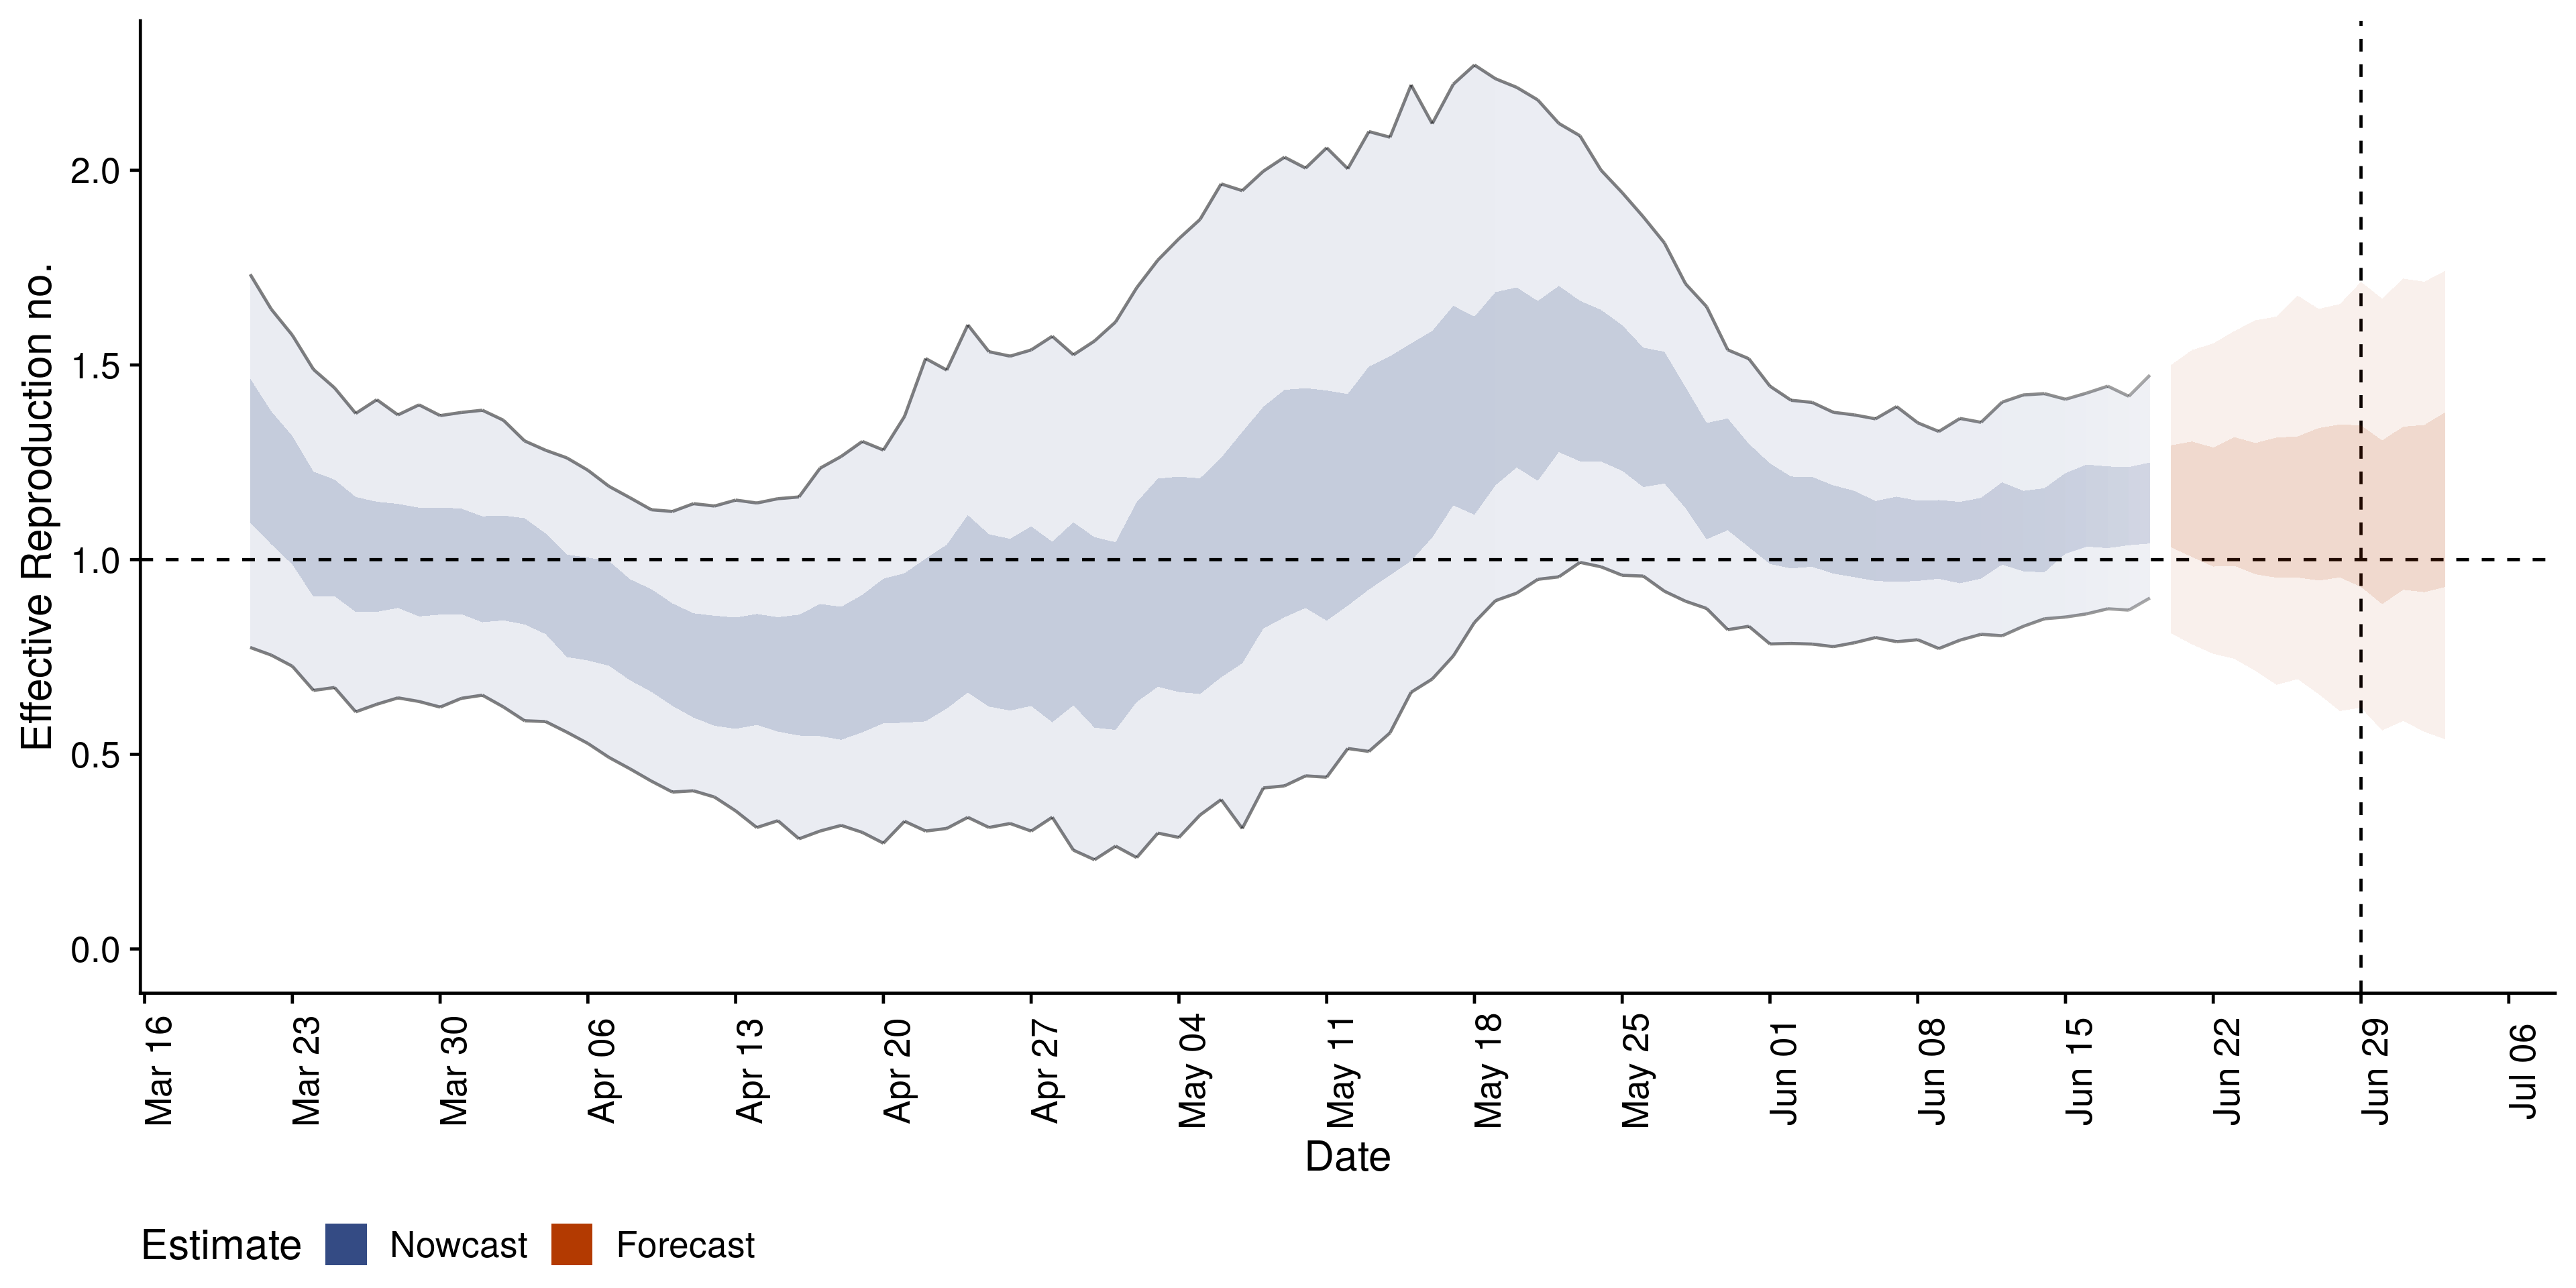 Effective Reproduction no.
2.0
1.5
1.0
0.5
0.0
Mar 16
Mar 23
Mar 30
Apr 06
Apr 13
Apr 20
Apr 27
May 04
May 11
May 18
May 25
Jun 01
Jun 08
Jun 15
Jun 22
Jun 29
Jul 06
Date
Estimate Nowcast Forecast